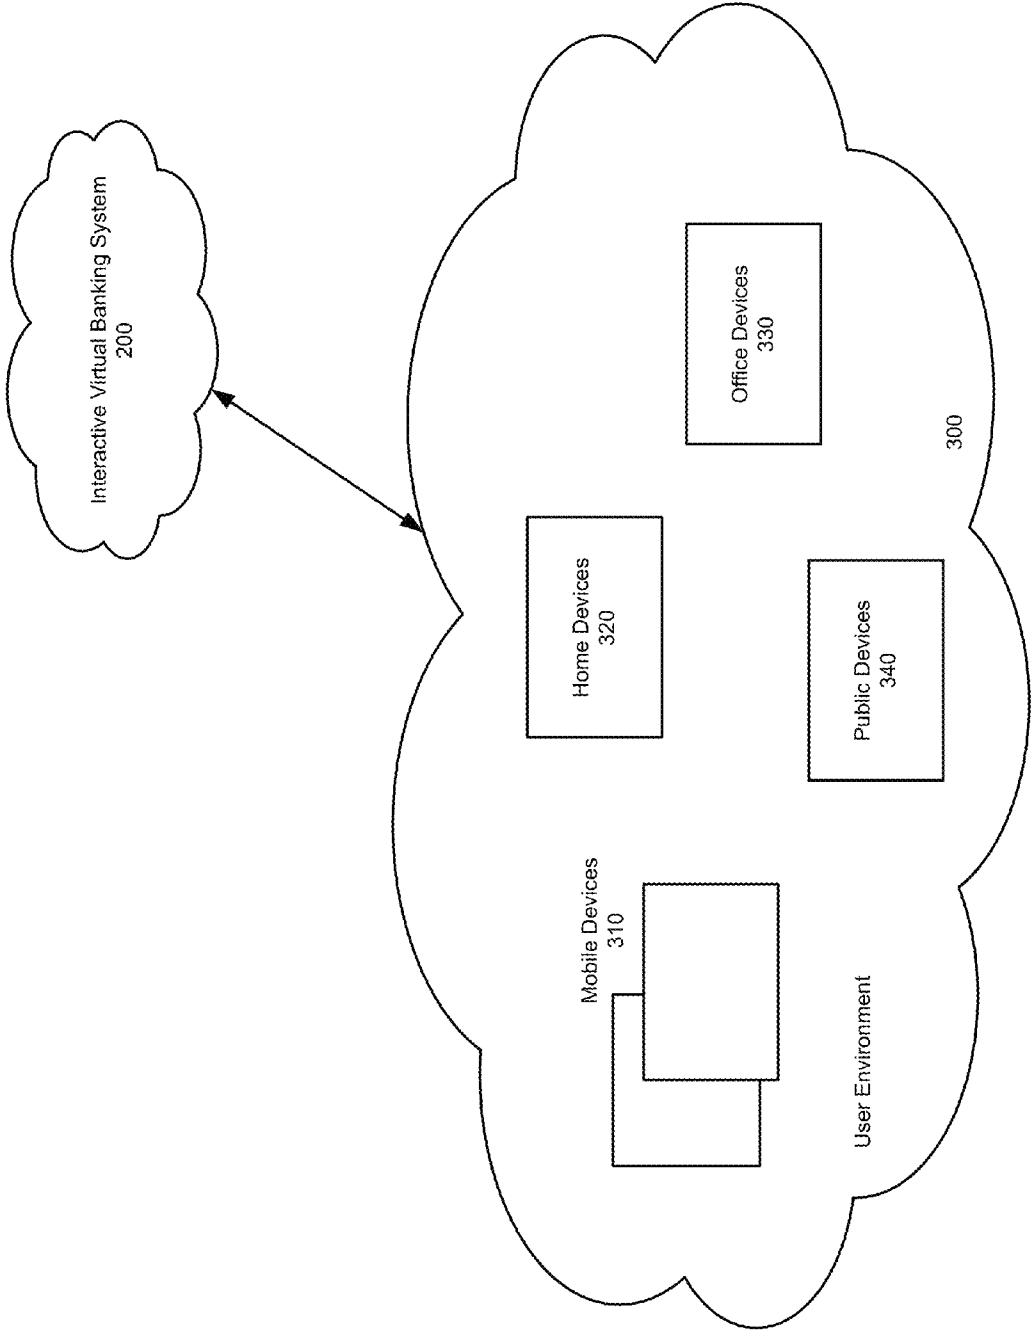 Interactive Virtual Banking System
200
Mobile Devices
310
Home Devices
320
Office Devices
330
Public Devices
340
User Environment
300